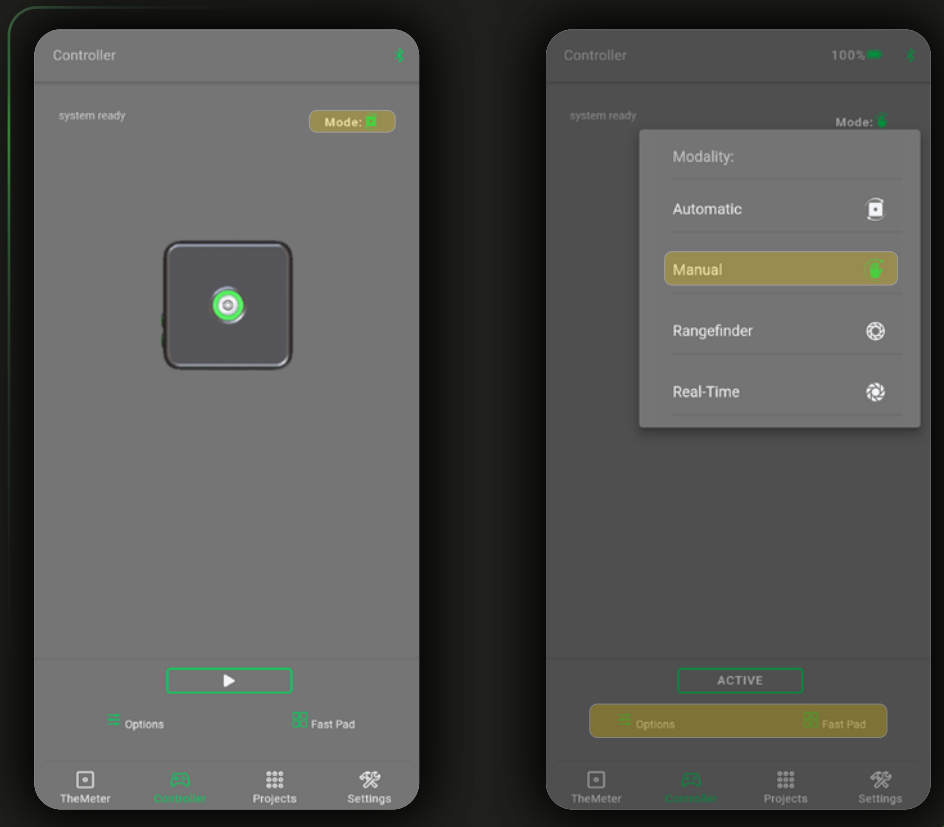 Controller
system ready
Mode:
Options
Fast Pad
TheMeter
Controller
Projects
Settings
Controller
100%
system ready
Mode:
Modality:
Automatic
Manual
Rangefinder
Real-Time
ACTIVE
Options
Fast Pad
TheMeter
Controller
Projects
Settings